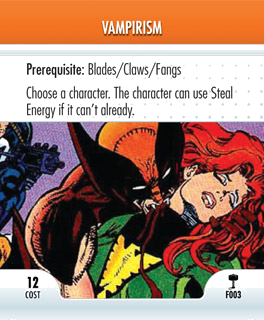 VAMPIRISM
Prerequisite: Blades/Claws/Fangs
Choose a character. The character can use Steal
Energy if it can't already.
12
COST
F003